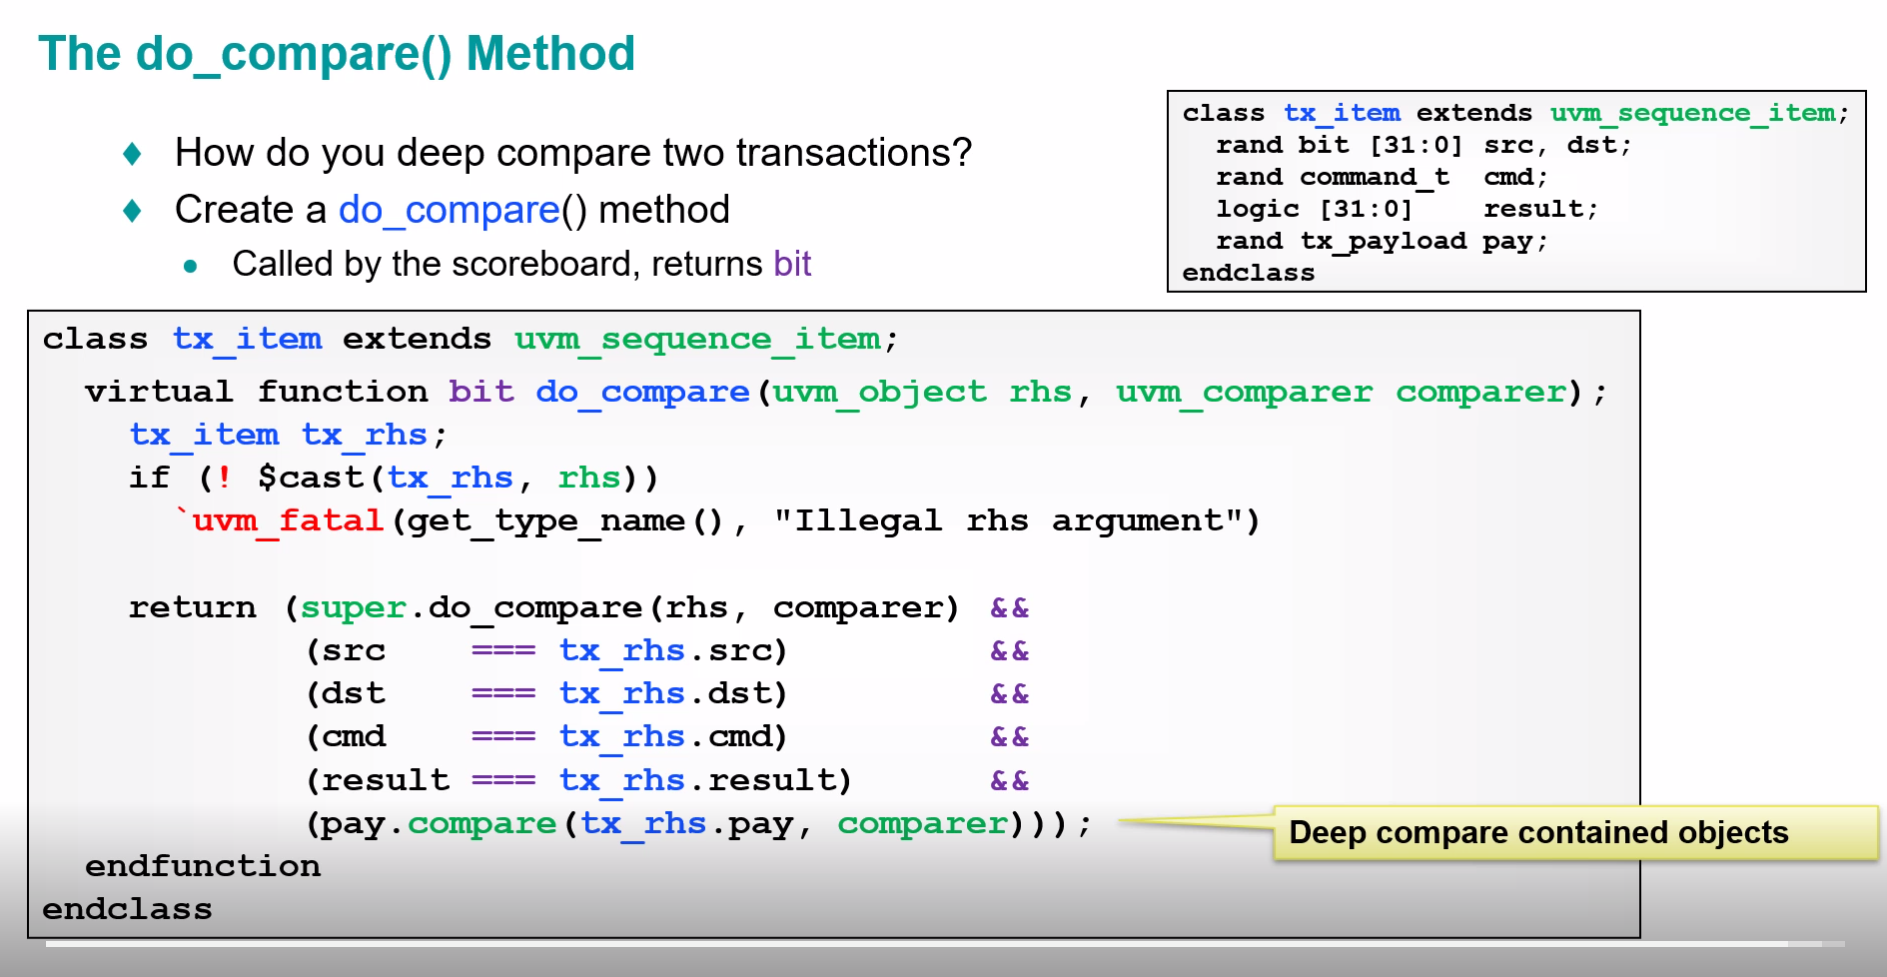 The do_compare() Method
How do you deep compare two transactions?
Create a do_compare() method
Called by the scoreboard, returns bit
class tx_item extends uvm_sequence_item;
rand bit [31:0] src, dst;
rand command_t cmd;
logic [31:0] result;
rand tx_payload pay;
endclass
class tx_item extends uvm_sequence_item;
virtual function bit do_compare(uvm_object rhs, uvm_comparer comparer);
tx_item tx_rhs;
if (! $cast(tx_rhs, rhs))
`uvm_fatal(get_type_name(), "Illegal rhs argument")
return (super.do_compare(rhs, comparer) &&
(src === tx_rhs.src) &&
(dst === tx_rhs.dst) &&
(cmd === tx_rhs.cmd) &&
(result === tx_rhs.result) &&
(pay.compare(tx_rhs.pay, comparer)));
Deep compare contained objects
endfunction
endclass